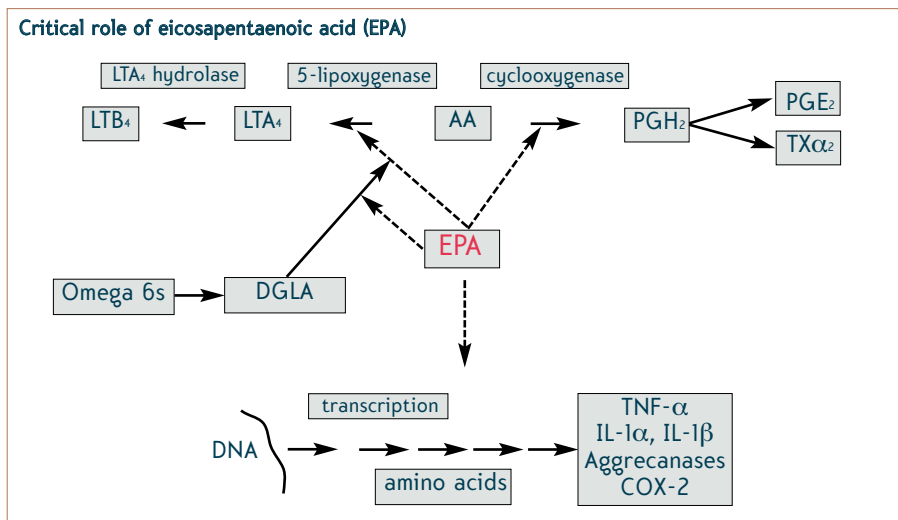 Critical role of eicosapentaenoic acid (EPA)
LTA₄ hydrolase
5-lipoxygenase
cyclooxygenase
LTB₄
LTA₄
AA
PGH₂
PGE₂
TXα₂
EPA
Omega 6s
DGLA
transcription
DNA
amino acids
TNF-α
IL-1α, IL-1β
Aggrecanases
COX-2